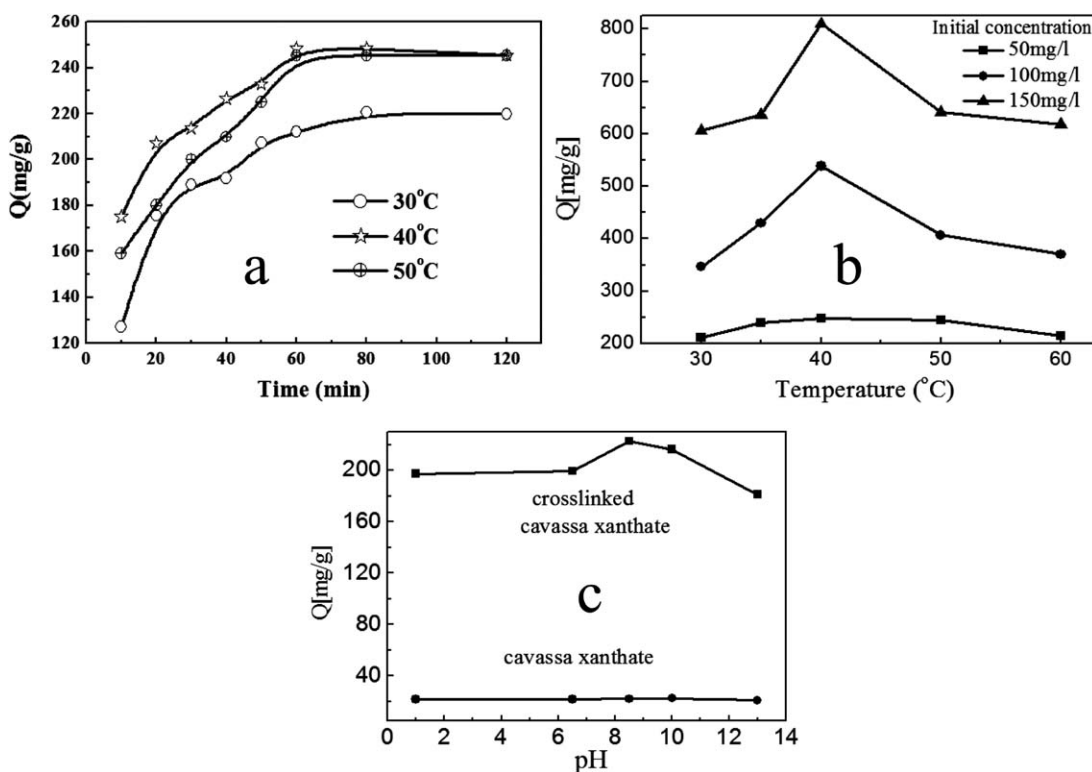 260
240
220
200
180
160
140
120
0 20 40 60 80 100 120
Q(mg/g)
Time (min)
30°C
40°C
50°C
a
800
700
600
500
400
300
200
30 40 50 60
Q[mg/g]
Temperature (°C)
Initial concentration
50mg/l
100mg/l
150mg/l
b
200
160
120
80
40
0 2 4 6 8 10 12 14
Q[mg/g]
pH
crosslinked
cavassa xanthate
c
cavassa xanthate